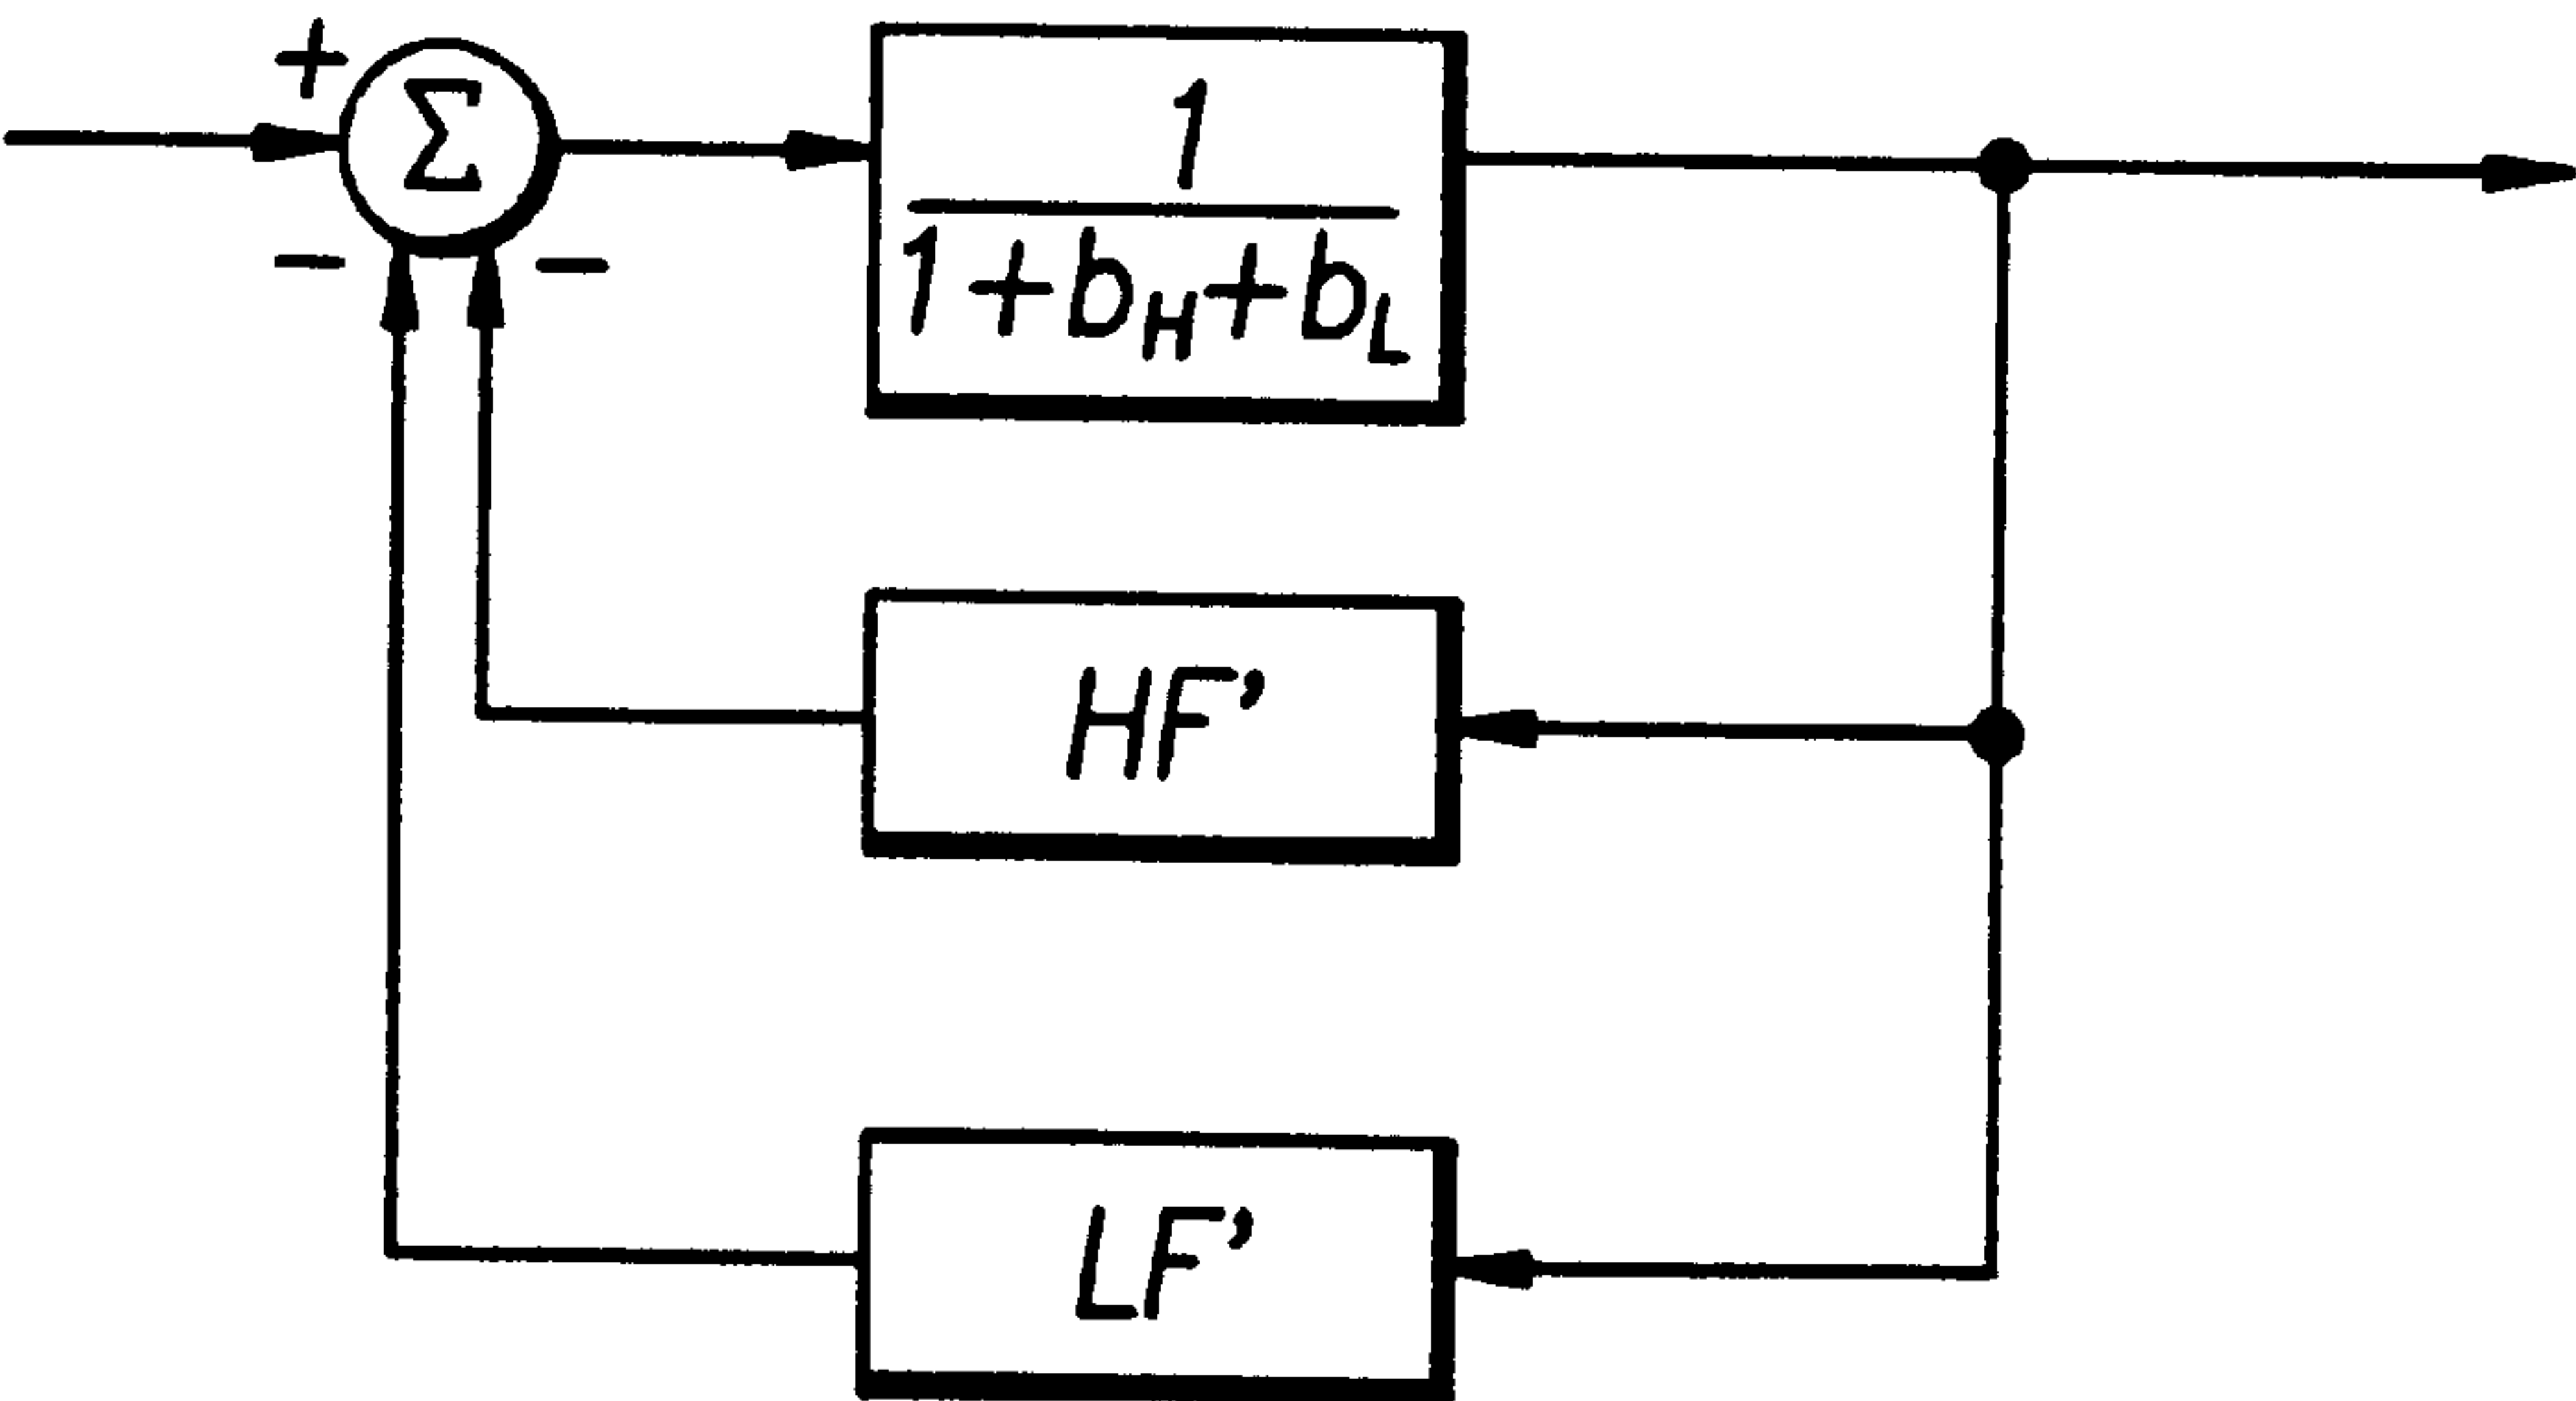 +
Σ
1
1+b_H+b_L
− −
HF'
LF'